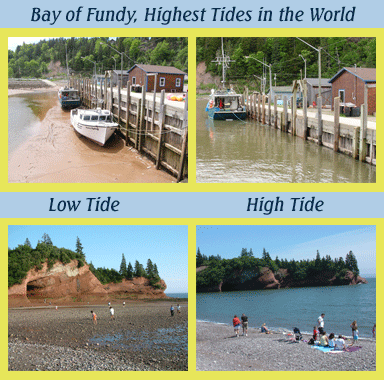 Bay of Fundy, Highest Tides in the World
Low Tide
High Tide